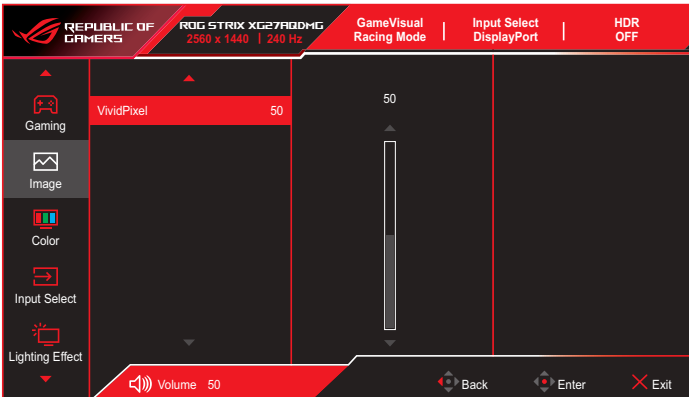 REPUBLIC OF
GAMERS
ROG STRIX XG27AQDMG
2560 x 1440 | 240 Hz
GameVisual
Racing Mode
Input Select
DisplayPort
HDR
OFF
Gaming
Image
Color
Input Select
Lighting Effect
VividPixel 50
50
Volume 50
Back
Enter
Exit